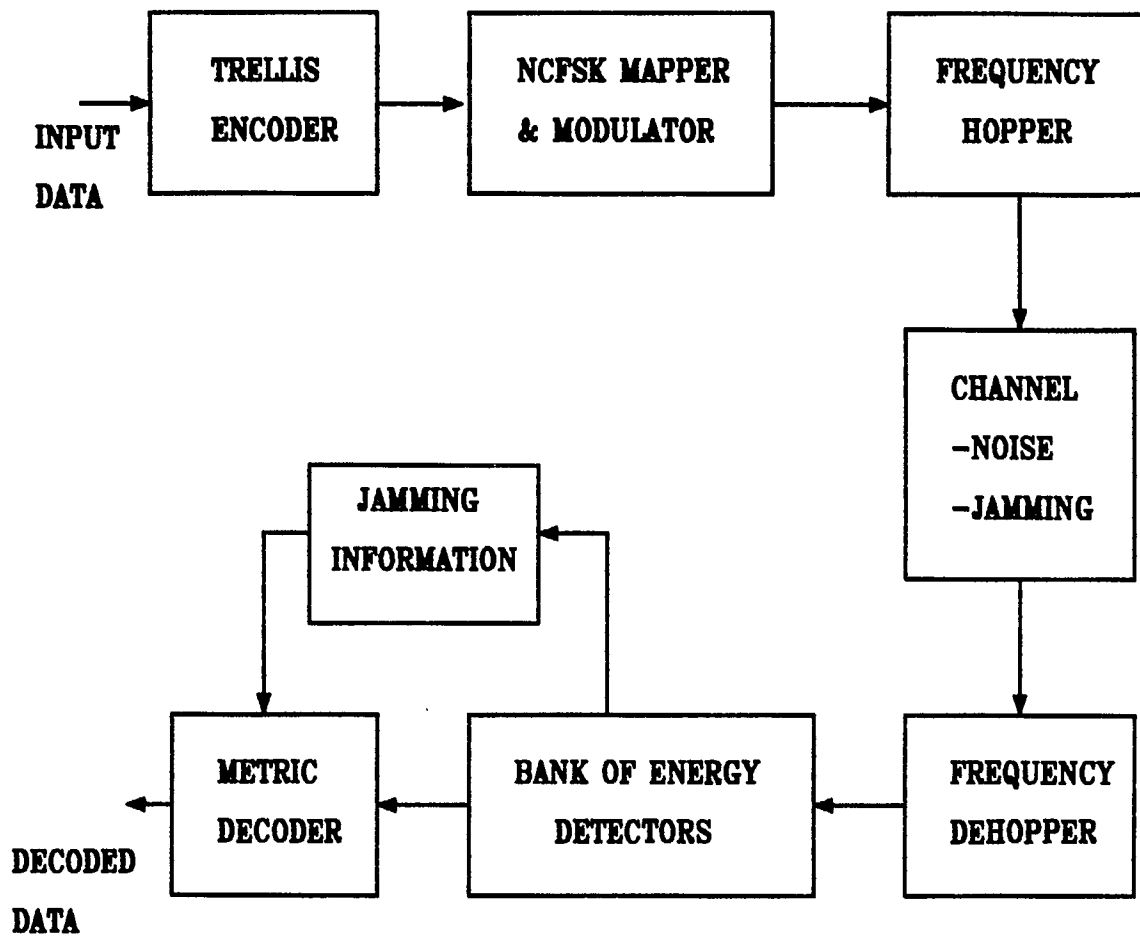 INPUT
DATA
TRELLIS
ENCODER
NCFSK MAPPER
& MODULATOR
FREQUENCY
HOPPER
CHANNEL
-NOISE
-JAMMING
JAMMING
INFORMATION
FREQUENCY
DEHOPPER
BANK OF ENERGY
DETECTORS
METRIC
DECODER
DECODED
DATA